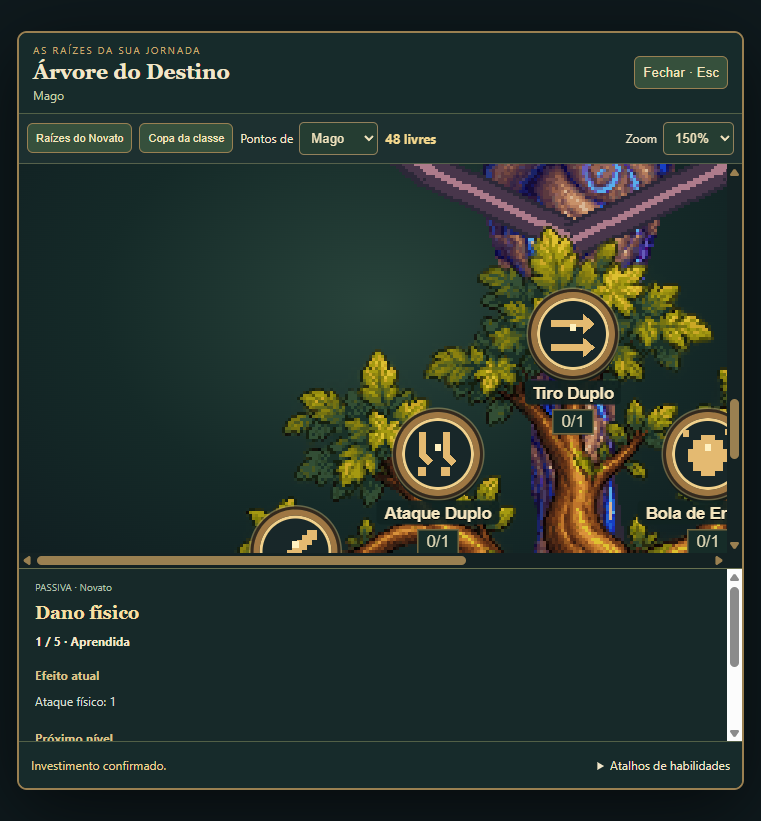 AS RAÍZES DA SUA JORNADA
Árvore do Destino
Mago
Fechar · Esc
Raízes do Novato
Copa da classe
Pontos de
Mago
48 livres
Zoom
150%
Tiro Duplo
0/1
Ataque Duplo
0/1
Bola de
0/1
PASSIVA · Novato
Dano físico
1 / 5 · Aprendida
Efeito atual
Ataque físico: 1
Próximo nível
Investimento confirmado.
▶ Atalhos de habilidades